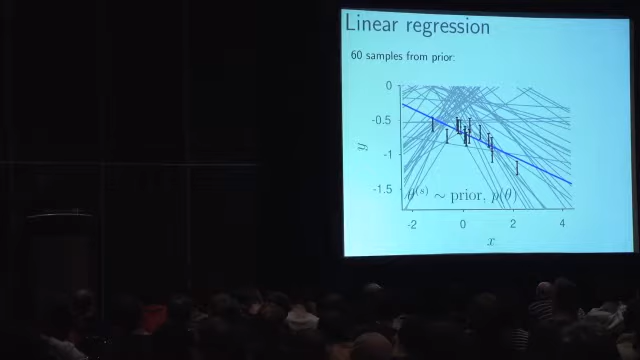 Linear regression
60 samples from prior:
0
-0.5
-1
-1.5
y
θ^(s) ∼ prior, p(θ)
-2 0 2 4
x